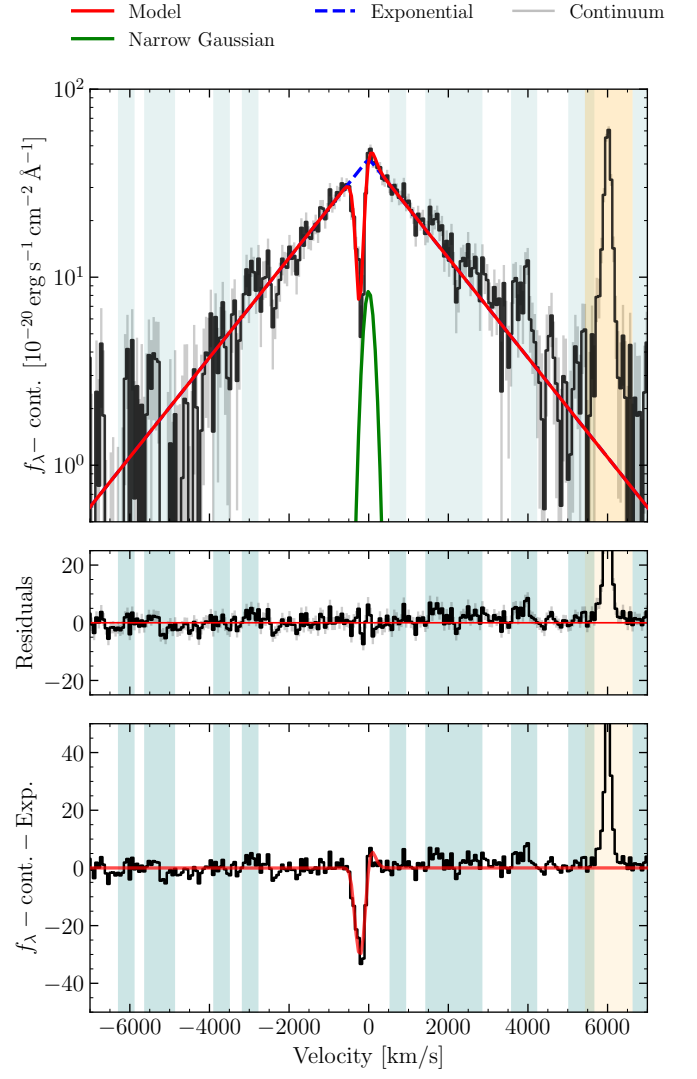 Model
Exponential
Continuum
Narrow Gaussian
10²
10¹
10⁰
f_λ − cont. [10⁻²⁰ erg s⁻¹ cm⁻² Å⁻¹]
20
0
−20
Residuals
40
20
0
−20
−40
f_λ − cont. − Exp.
−6000 −4000 −2000 0 2000 4000 6000
Velocity [km/s]